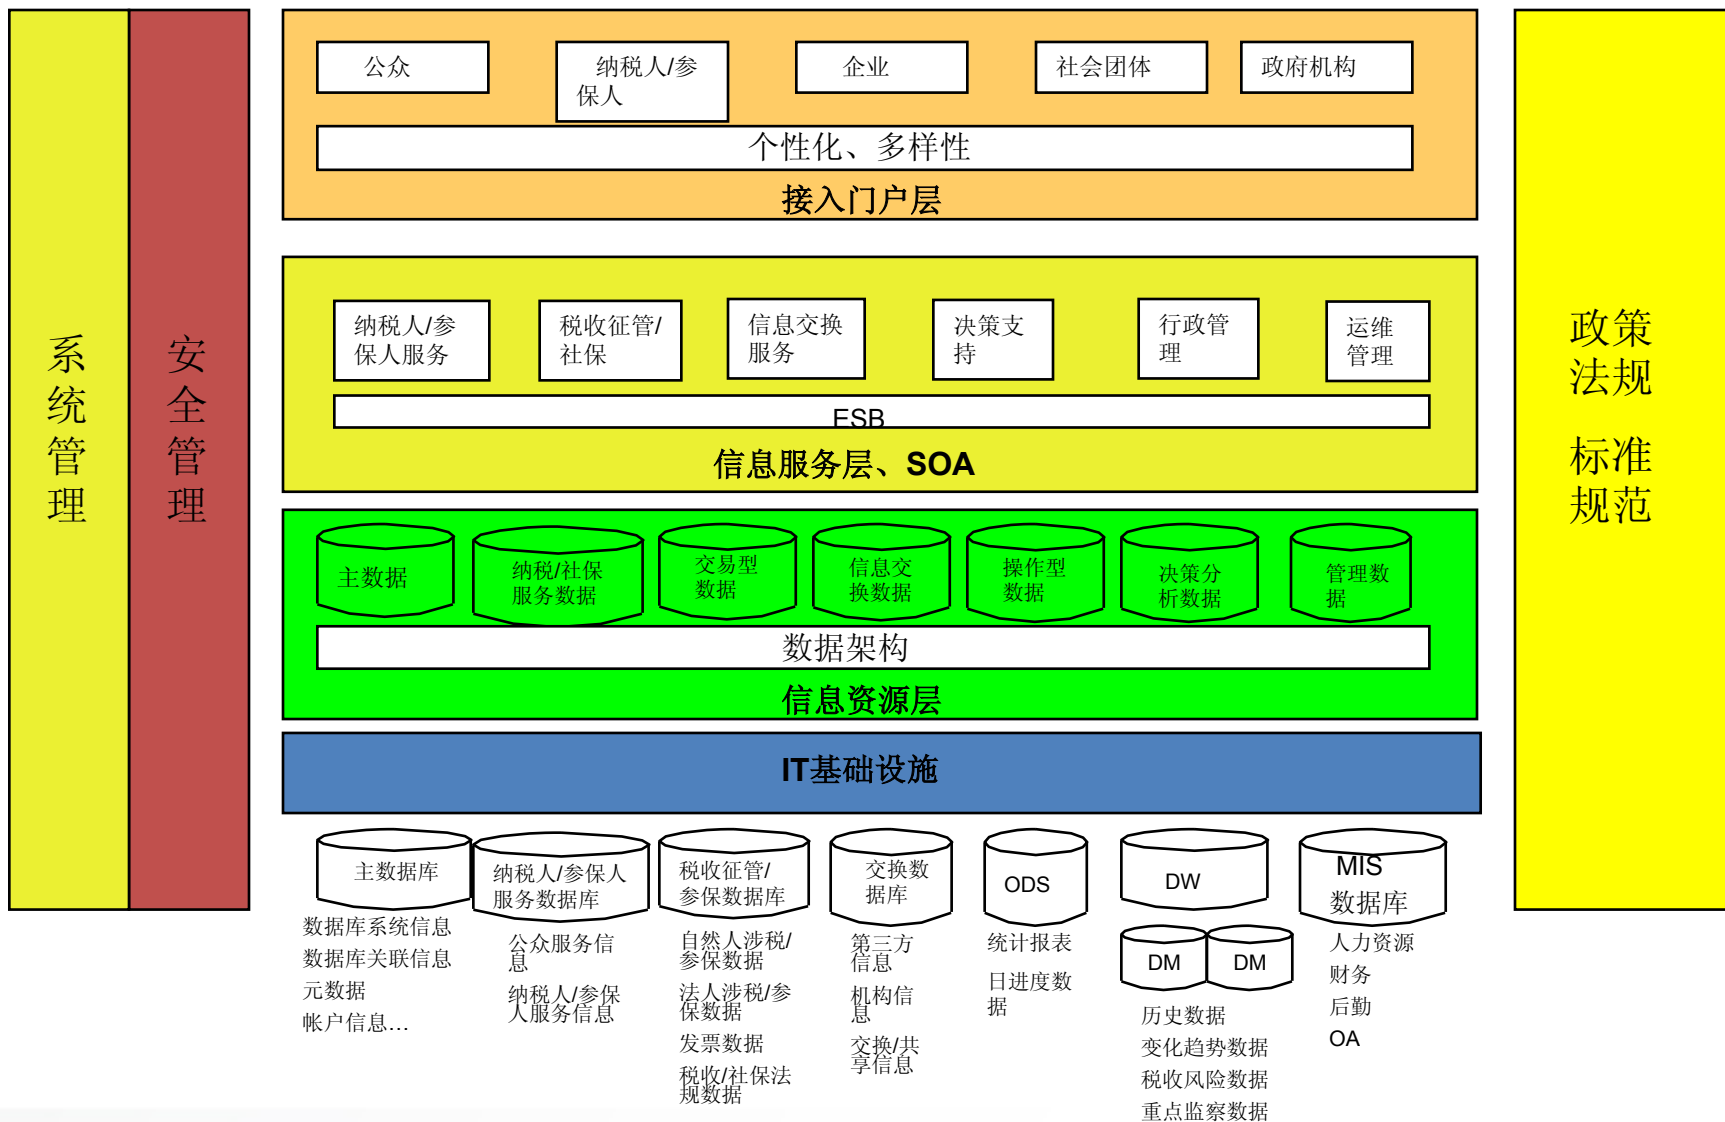 系
统
管
理
安
全
管
理
公众
纳税人/参
保人
企业
社会团体
政府机构
个性化、多样性
接入门户层
纳税人/参
保人服务
税收征管/
社保
信息交换
服务
决策支
持
行政管
理
运维
管理
ESB
信息服务层、SOA
主数据
纳税/社保
服务数据
交易型
数据
信息交
换数据
操作型
数据
决策分
析数据
管理数
据
数据架构
信息资源层
IT基础设施
政策
法规
标准
规范
主数据库
数据库系统信息
数据库关联信息
元数据
帐户信息...
纳税人/参保人
服务数据库
公众服务信
息
纳税人/参保
人服务信息
税收征管/
参保数据库
自然人涉税/
参保数据
法人涉税/参
保数据
发票数据
税收/社保法
规数据
交换数
据库
第三方
信息
机构信
息
交换/共
享信息
ODS
统计报表
日进度数
据
DW
DM
DM
历史数据
变化趋势数据
税收风险数据
重点监察数据
MIS
数据库
人力资源
财务
后勤
OA